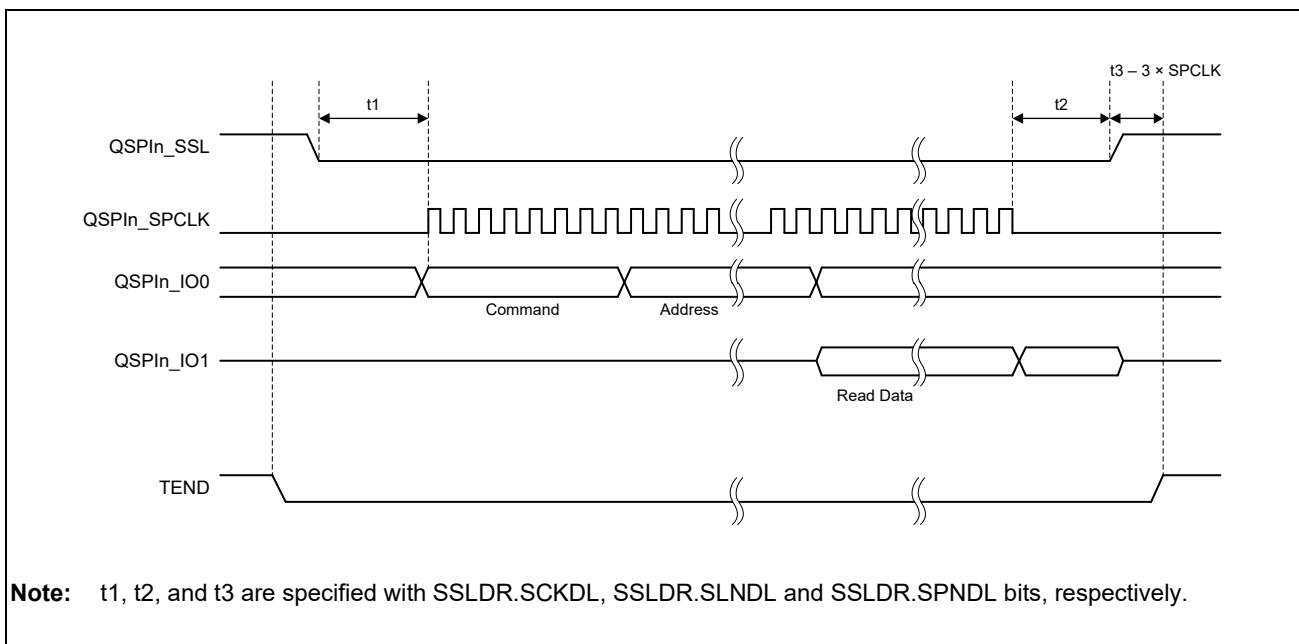 t3 – 3 × SPCLK
t1
t2
QSPIn_SSL
QSPIn_SPCLK
QSPIn_IO0
Command
Address
QSPIn_IO1
Read Data
TEND
Note: t1, t2, and t3 are specified with SSLDR.SCKDL, SSLDR.SLNDL and SSLDR.SPNDL bits, respectively.